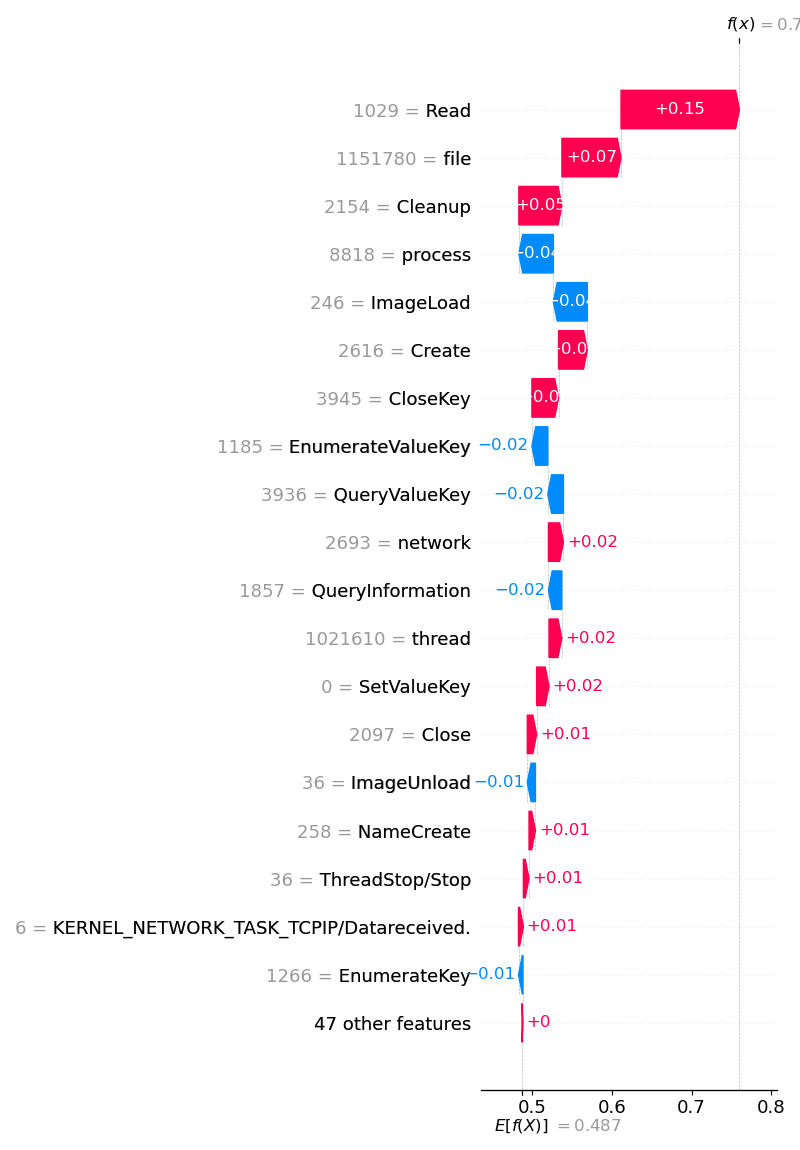 f(x) = 0.7
1029 = Read +0.15
1151780 = file +0.07
2154 = Cleanup +0.05
8818 = process −0.04
246 = ImageLoad −0.04
2616 = Create +0.0
3945 = CloseKey +0.0
1185 = EnumerateValueKey −0.02
3936 = QueryValueKey −0.02
2693 = network +0.02
1857 = QueryInformation −0.02
1021610 = thread +0.02
0 = SetValueKey +0.02
2097 = Close +0.01
36 = ImageUnload −0.01
258 = NameCreate +0.01
36 = ThreadStop/Stop +0.01
6 = KERNEL_NETWORK_TASK_TCPIP/Datareceived. +0.01
1266 = EnumerateKey −0.01
47 other features +0
0.5 0.6 0.7 0.8
E[f(X)] = 0.487